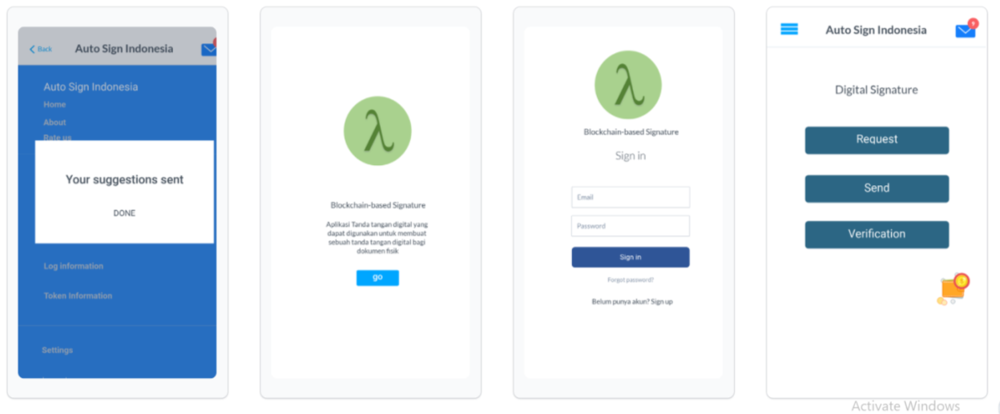 Back
Auto Sign Indonesia
Auto Sign Indonesia
Home
About
Rate us
Your suggestions sent
DONE
Log information
Token Information
Settings
λ
Blockchain-based Signature
Aplikasi Tanda tangan digital yang
dapat digunakan untuk membuat
sebuah tanda tangan digital bagi
dokumen fisik
go
λ
Blockchain-based Signature
Sign in
Email
Password
Sign in
Forgot password?
Belum punya akun? Sign up
Auto Sign Indonesia
Digital Signature
Request
Send
Verification
Activate Windows